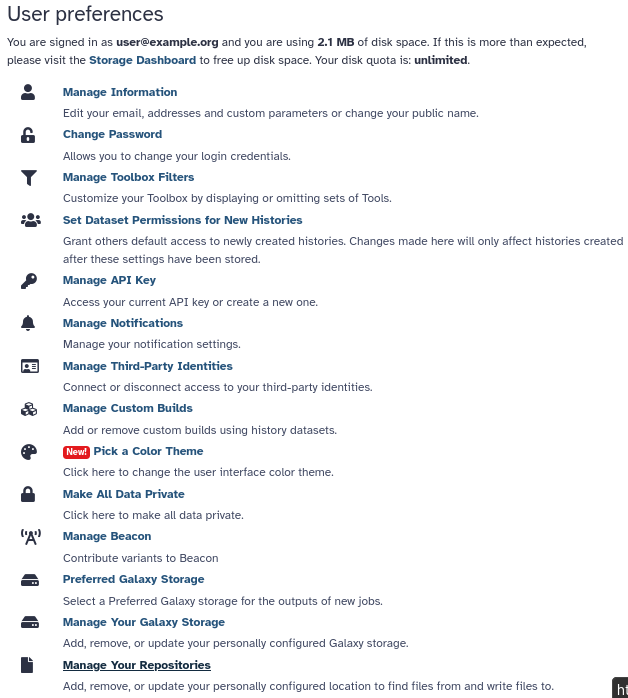 User preferences
You are signed in as user@example.org and you are using 2.1 MB of disk space. If this is more than expected,
please visit the Storage Dashboard to free up disk space. Your disk quota is: unlimited.
Manage Information
Edit your email, addresses and custom parameters or change your public name.
Change Password
Allows you to change your login credentials.
Manage Toolbox Filters
Customize your Toolbox by displaying or omitting sets of Tools.
Set Dataset Permissions for New Histories
Grant others default access to newly created histories. Changes made here will only affect histories created
after these settings have been stored.
Manage API Key
Access your current API key or create a new one.
Manage Notifications
Manage your notification settings.
Manage Third-Party Identities
Connect or disconnect access to your third-party identities.
Manage Custom Builds
Add or remove custom builds using history datasets.
New! Pick a Color Theme
Click here to change the user interface color theme.
Make All Data Private
Click here to make all data private.
Manage Beacon
Contribute variants to Beacon
Preferred Galaxy Storage
Select a Preferred Galaxy storage for the outputs of new jobs.
Manage Your Galaxy Storage
Add, remove, or update your personally configured Galaxy storage.
Manage Your Repositories
Add, remove, or update your personally configured location to find files from and write files to.